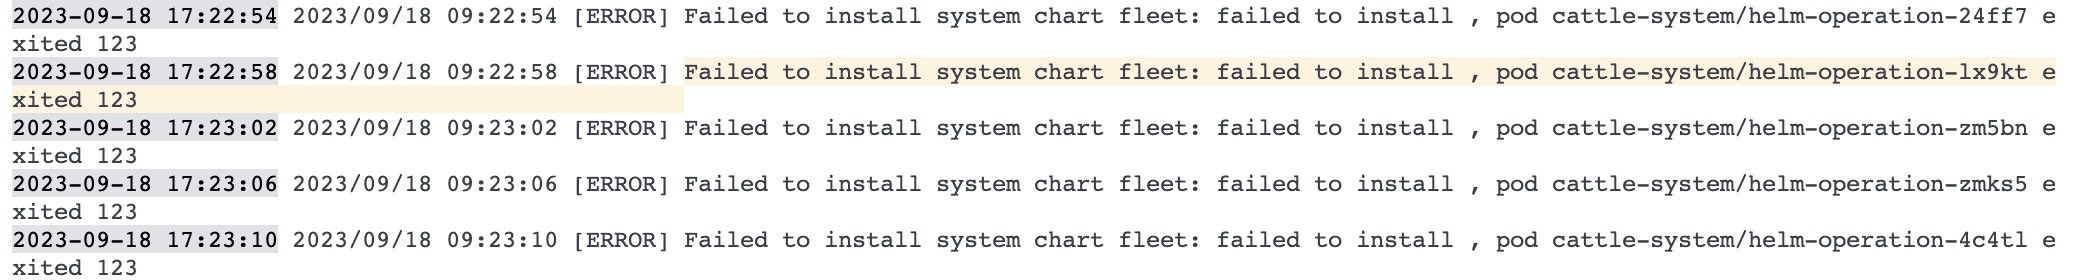 2023-09-18 17:22:54 2023/09/18 09:22:54 [ERROR] Failed to install system chart fleet: failed to install , pod cattle-system/helm-operation-24ff7 e
xited 123
2023-09-18 17:22:58 2023/09/18 09:22:58 [ERROR] Failed to install system chart fleet: failed to install , pod cattle-system/helm-operation-lx9kt e
xited 123
2023-09-18 17:23:02 2023/09/18 09:23:02 [ERROR] Failed to install system chart fleet: failed to install , pod cattle-system/helm-operation-zm5bn e
xited 123
2023-09-18 17:23:06 2023/09/18 09:23:06 [ERROR] Failed to install system chart fleet: failed to install , pod cattle-system/helm-operation-zmks5 e
xited 123
2023-09-18 17:23:10 2023/09/18 09:23:10 [ERROR] Failed to install system chart fleet: failed to install , pod cattle-system/helm-operation-4c4tl e
xited 123